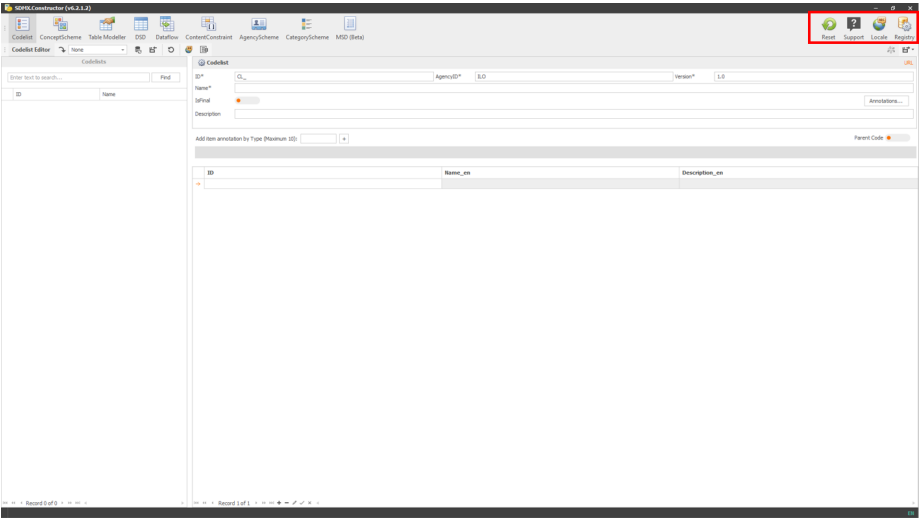 SDMX.Constructor (v6.2.1.2)
Codelist ConceptScheme Table Modeller DSD Dataflow ContentConstraint AgencyScheme CategoryScheme MSD (Beta) Reset Support Locale Registry
Codelist Editor None
Codelists
Codelist URL
Enter text to search... Find
ID* CL_ AgencyID* ILO Version* 1.0
Name*
ID Name
IsFinal Annotations...
Description
Add item annotation by Type (Maximum 10): + Parent Code
ID Name_en Description_en
Record 0 of 0 Record 1 of 1
EN